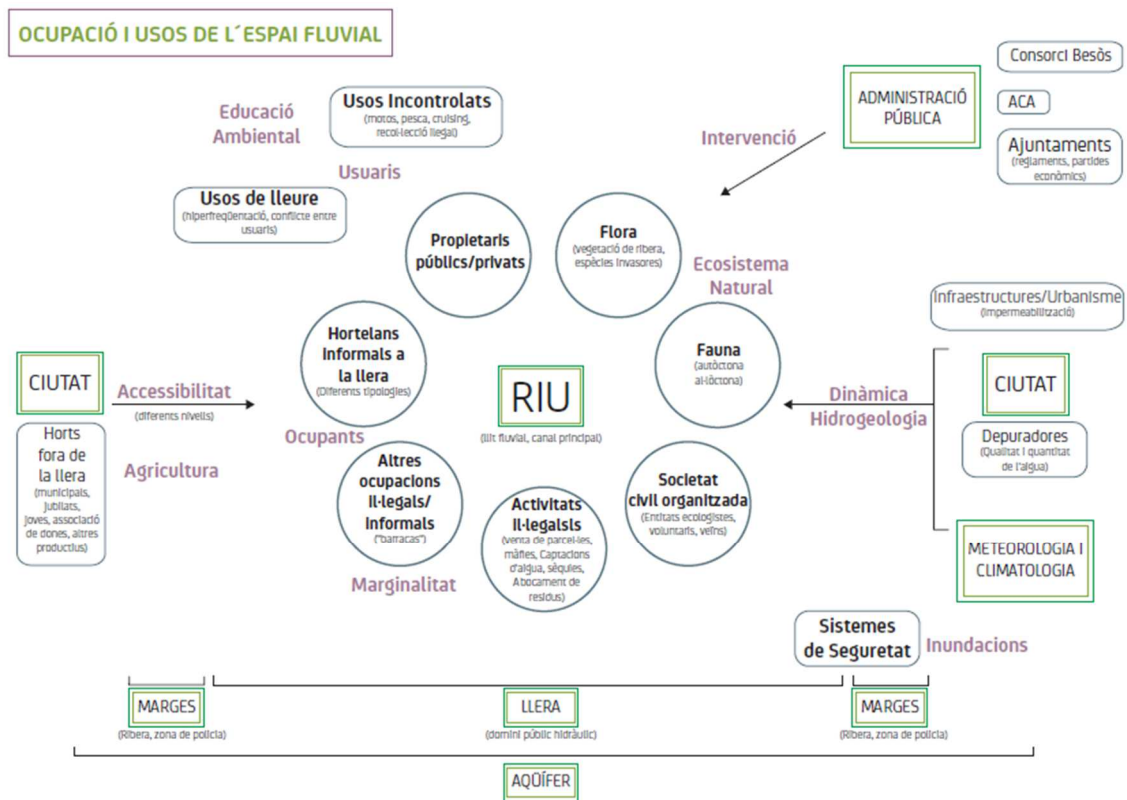 OCUPACIÓ I USOS DE L´ESPAI FLUVIAL
Educació
Ambiental
Usos Incontrolats
(motos, pesca, cruising,
recol·lecció ilegal)
Usuaris
Usos de lleure
(hiperfreqüentació, conflicte entre
usuaris)
Intervenció
ADMINISTRACIÓ
PÚBLICA
Consorci Besòs
ACA
Ajuntaments
(reglaments, partides
econòmics)
Propietaris
públics/privats
Flora
(vegetació de ribera,
espècies invasores)
Ecosistema
Natural
Infraestructures/Urbanisme
(impermeabilització)
Hortelans
Informals a
la llera
(Diferents tipologies)
Fauna
(autòctona
al·lòctona)
RIU
(llit fluvial, canal principal)
CIUTAT
Accessibilitat
(diferents nivells)
Dinàmica
Hidrogeologia
CIUTAT
Horts
fora de
la llera
(municipals,
jubilats,
joves, associació
de dones, altres
productius)
Agricultura
Ocupants
Depuradores
(Qualitat i quantitat
de l'aigua)
Altres
ocupacions
il·legals/
Informals
("barracas")
Activitats
il·legalsis
(venta de parcel·les,
màfies, Captacions
d'aigua, sèquies,
Abocament de
residus)
Societat
civil organitzada
(Entitats ecologistes,
voluntaris, veïns)
METEOROLOGIA I
CLIMATOLOGIA
Marginalitat
Sistemes
de Seguretat
Inundacions
MARGES
(Ribera, zona de policia)
LLERA
(domini públic hidràulic)
MARGES
(Ribera, zona de policia)
AQÜÍFER